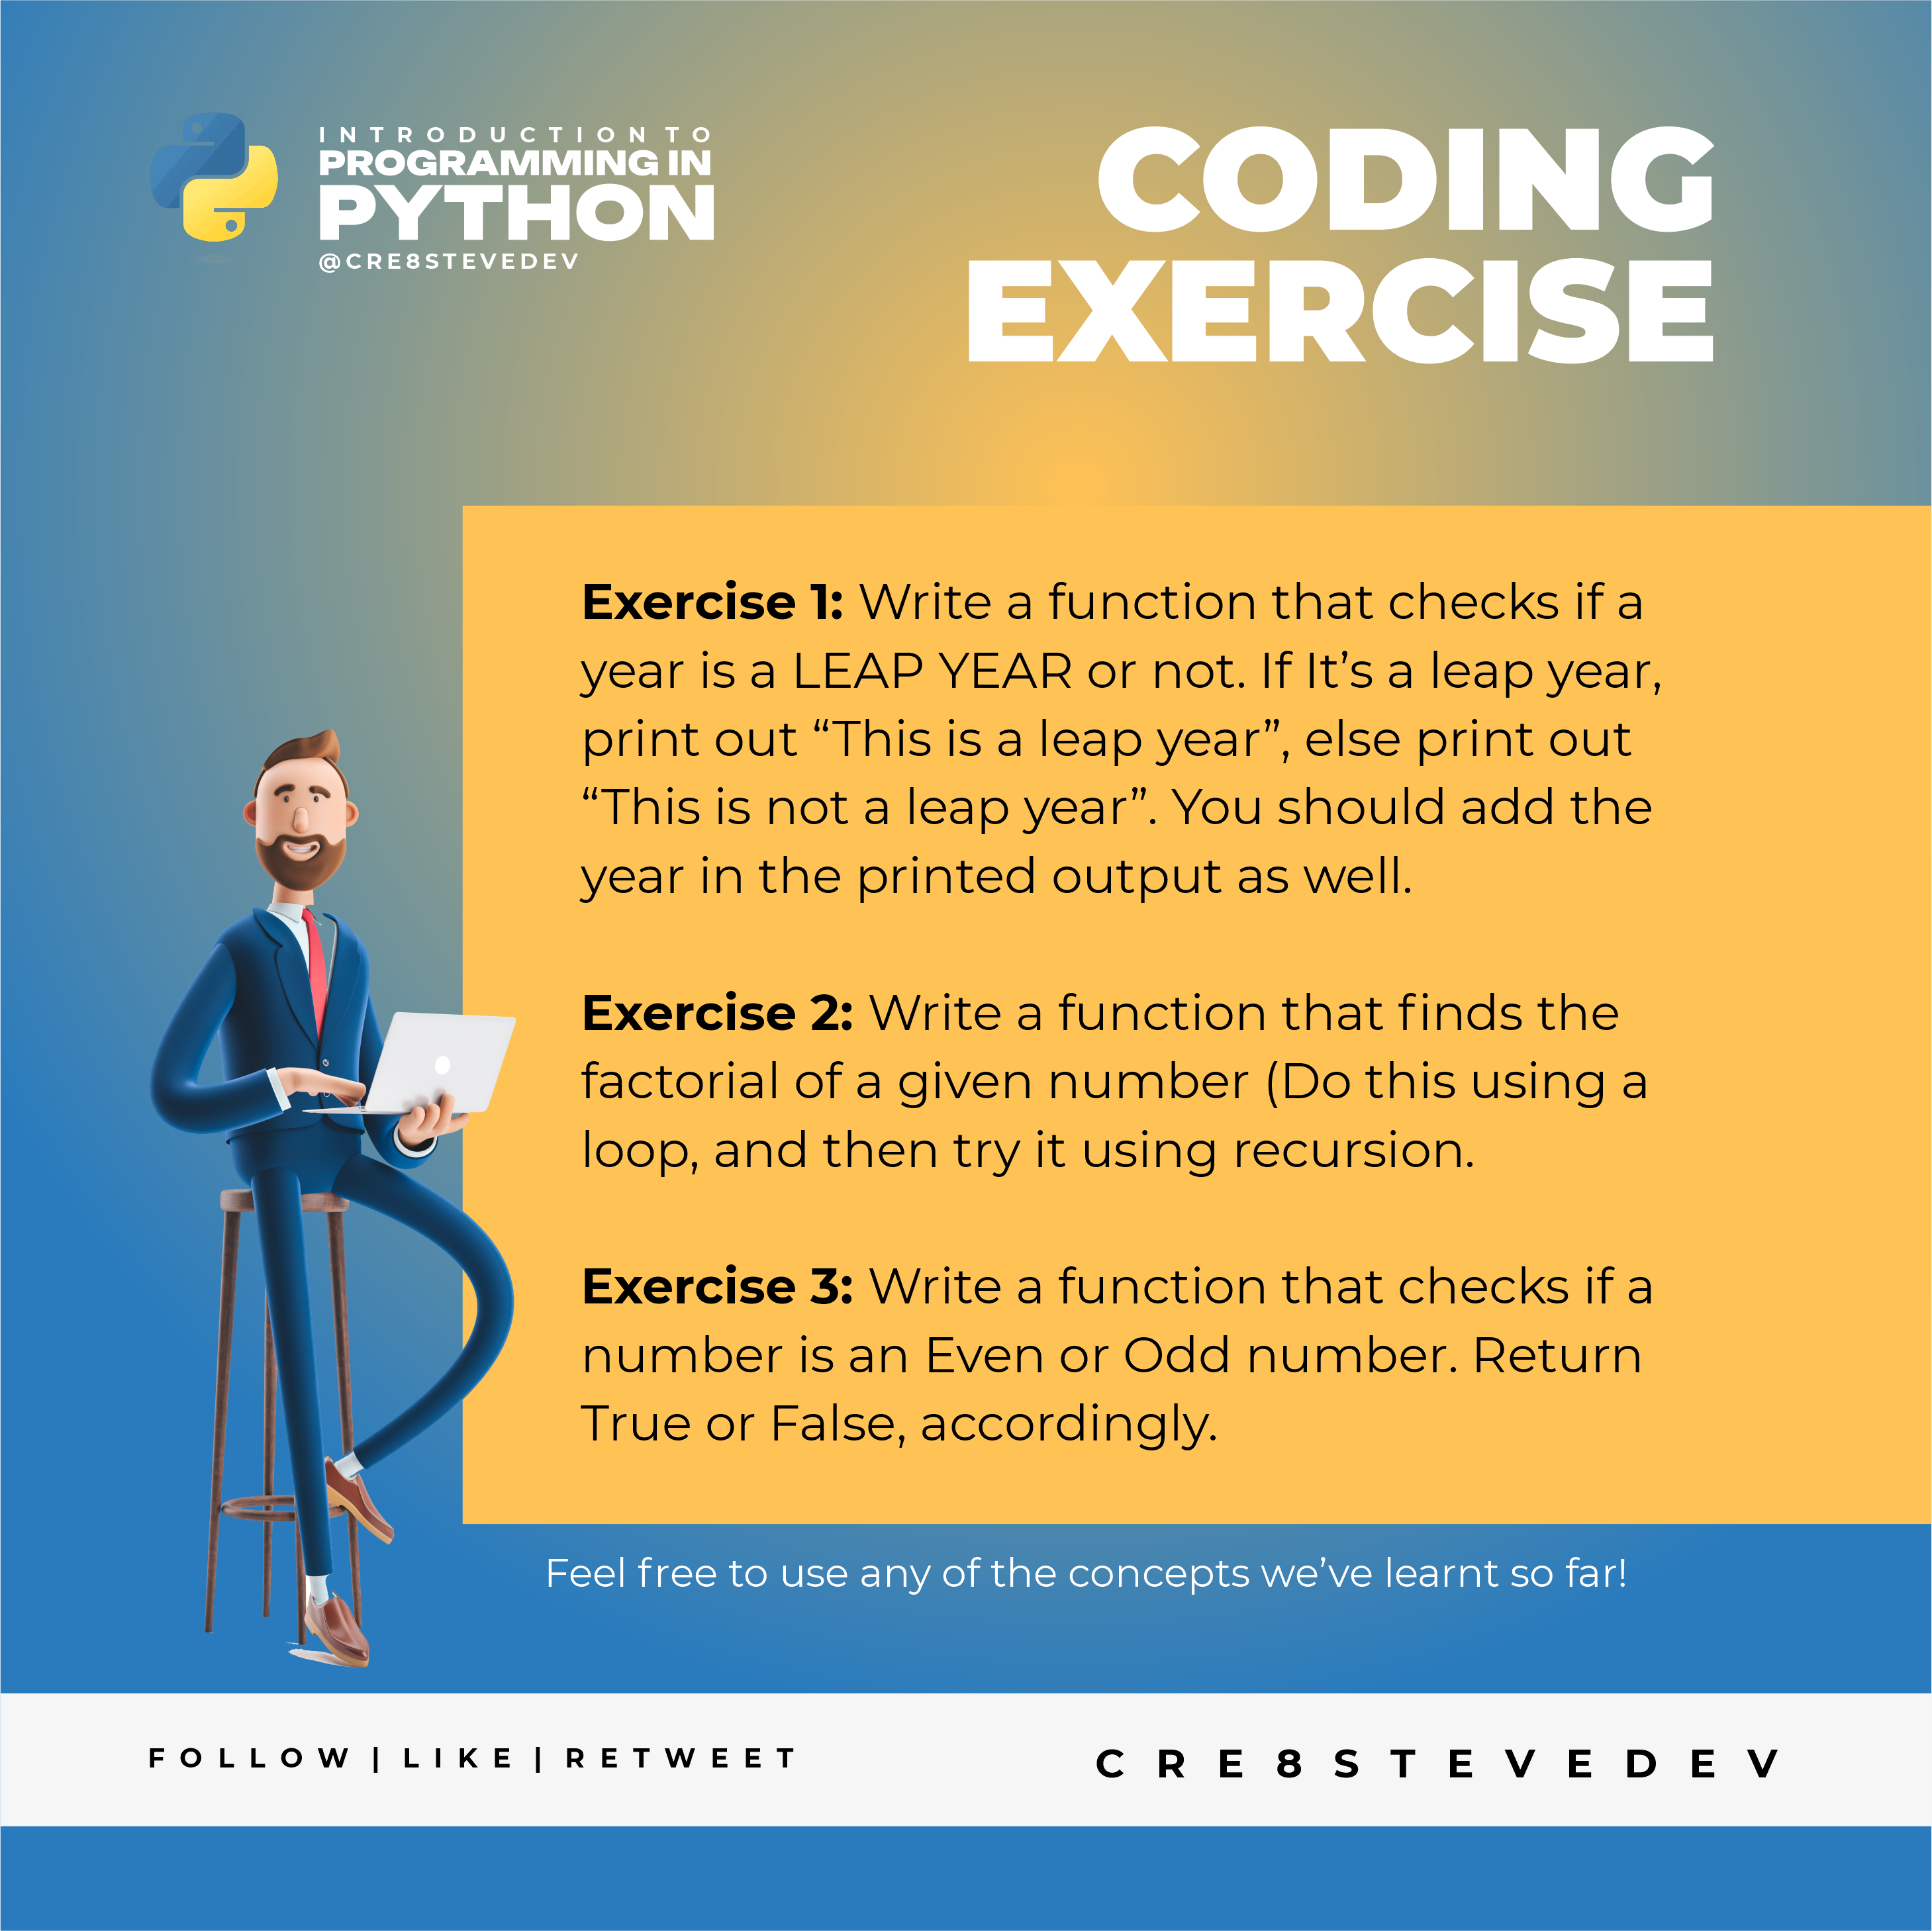 INTRODUCTION TO
PROGRAMMING IN
PYTHON
@CRE8STEVEDEV
CODING
EXERCISE
Exercise 1: Write a function that checks if a
year is a LEAP YEAR or not. If It’s a leap year,
print out “This is a leap year”, else print out
“This is not a leap year”. You should add the
year in the printed output as well.
Exercise 2: Write a function that finds the
factorial of a given number (Do this using a
loop, and then try it using recursion.
Exercise 3: Write a function that checks if a
number is an Even or Odd number. Return
True or False, accordingly.
Feel free to use any of the concepts we’ve learnt so far!
FOLLOW | LIKE | RETWEET
CRE8STEVEDEV